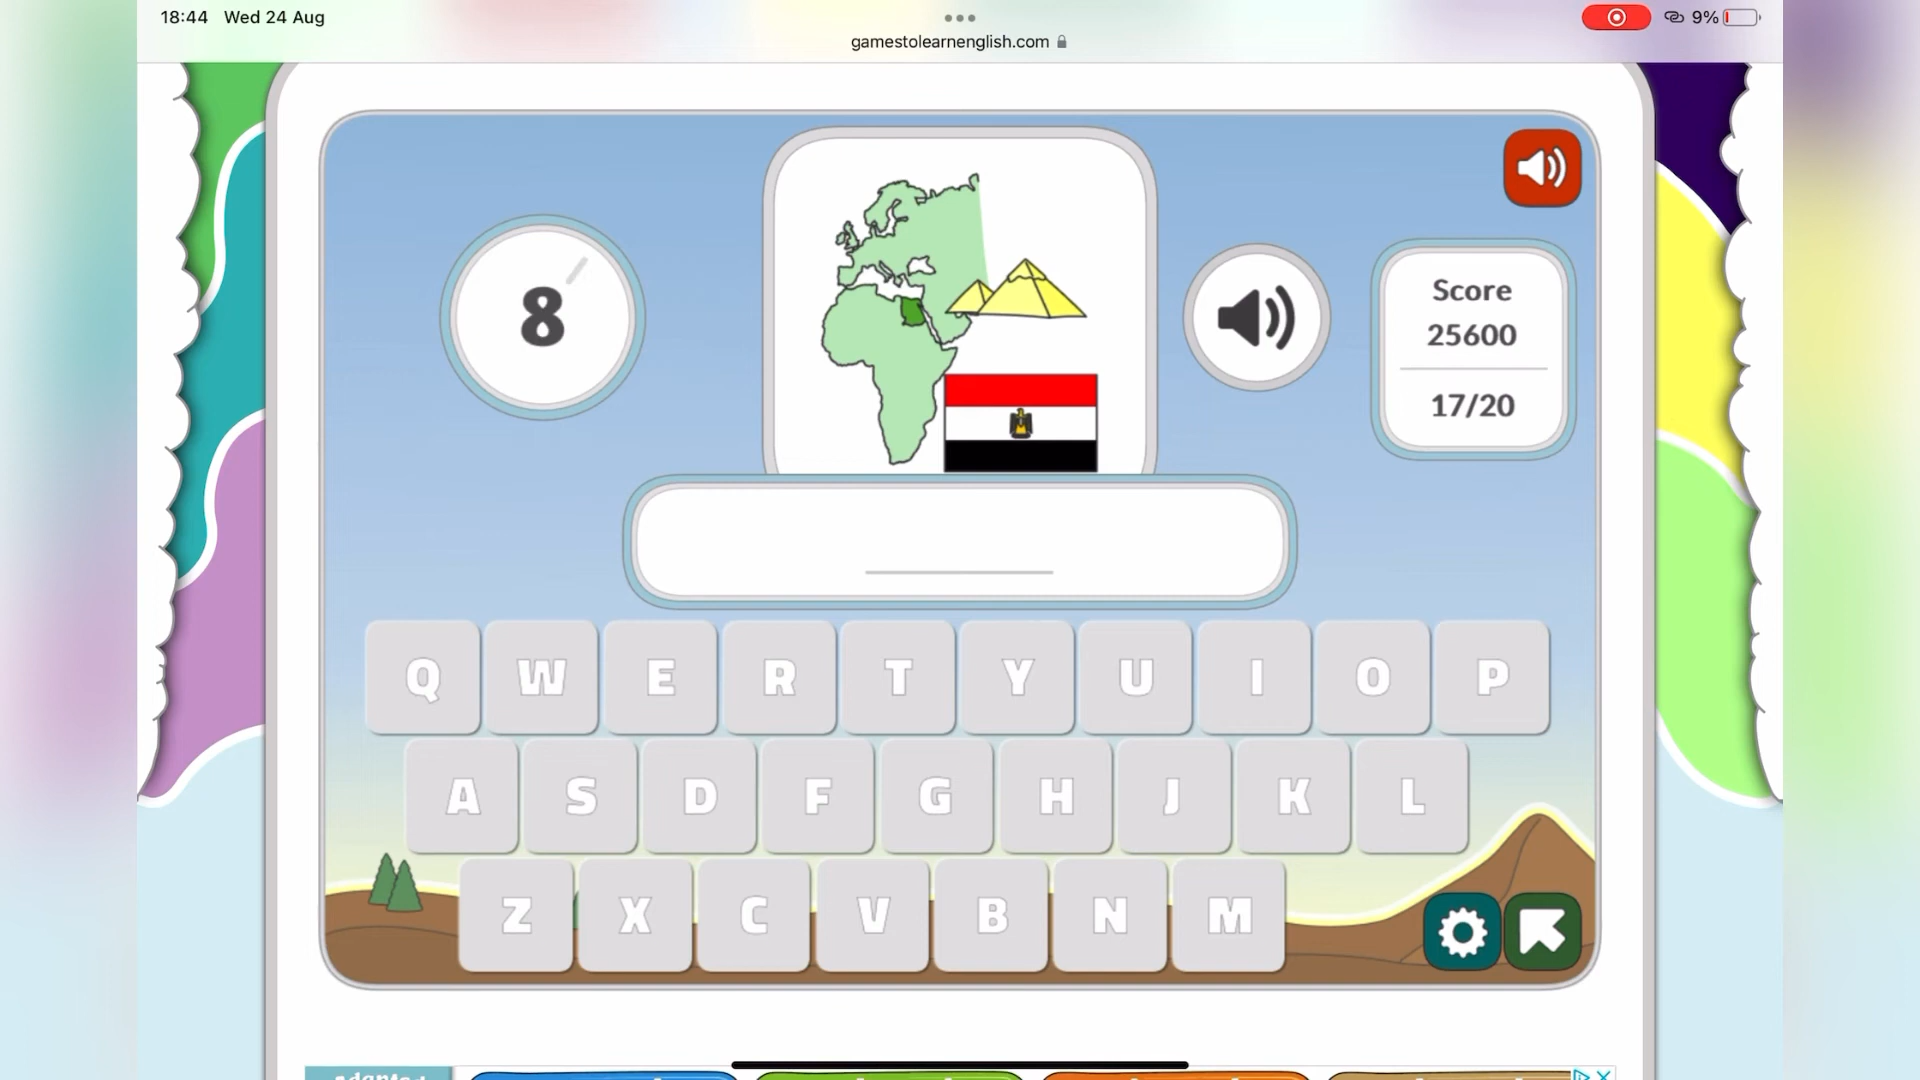 18:44 Wed 24 Aug
9%
gamestolearnenglish.com
8
Score
25600
17/20
Q W E R T Y U I O P
A S D F G H J K L
Z X C V B N M